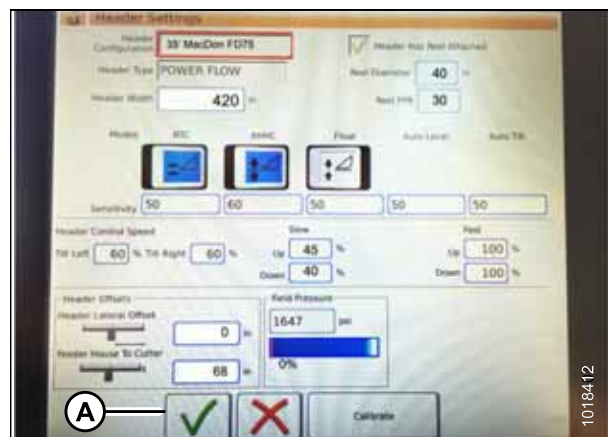 Header Settings
Header Configuration 35' MacDon FD75
Header Has Reel Attached
Header Type POWER FLOW
Reel Diameter 40 in
Header Width 420 in
Reel PPR 30
Modes RTC AHHC Float Auto Level Auto Tilt
Sensitivity 50 60 50 50 50
Header Control Speed
Slow
Fast
Tilt Left 60 % Tilt Right 60 %
Up 45 %
Up 100 %
Down 40 %
Down 100 %
Header Offsets
Header Lateral Offset
0 in
Feeder House To Cutter
68 in
Field Pressure
1647 psi
0%
A
Calibrate
1018412